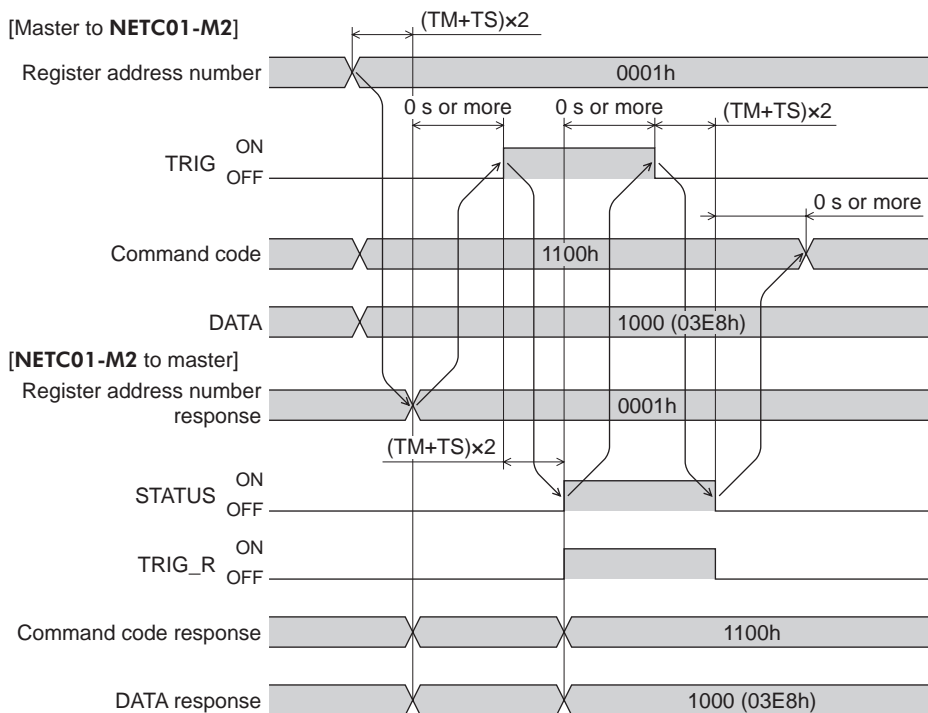 [Master to NETC01-M2]
(TM+TS)×2
Register address number
0001h
0 s or more
0 s or more
(TM+TS)×2
TRIG
ON
OFF
0 s or more
Command code
1100h
DATA
1000 (03E8h)
[NETC01-M2 to master]
Register address number
response
0001h
(TM+TS)×2
STATUS
ON
OFF
TRIG_R
ON
OFF
Command code response
1100h
DATA response
1000 (03E8h)